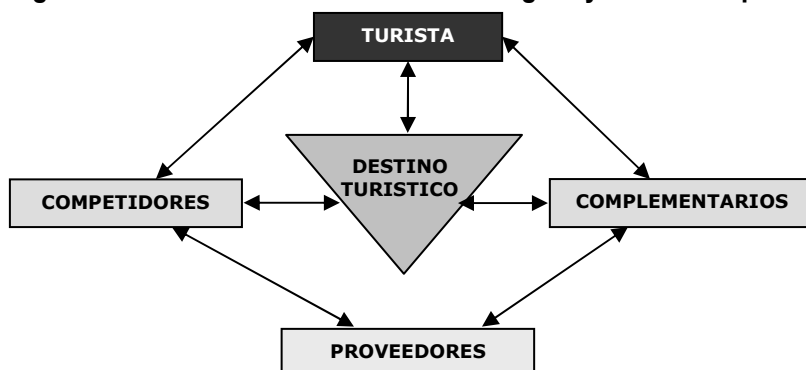 TURISTA
DESTINO
TURISTICO
COMPETIDORES
COMPLEMENTARIOS
PROVEEDORES